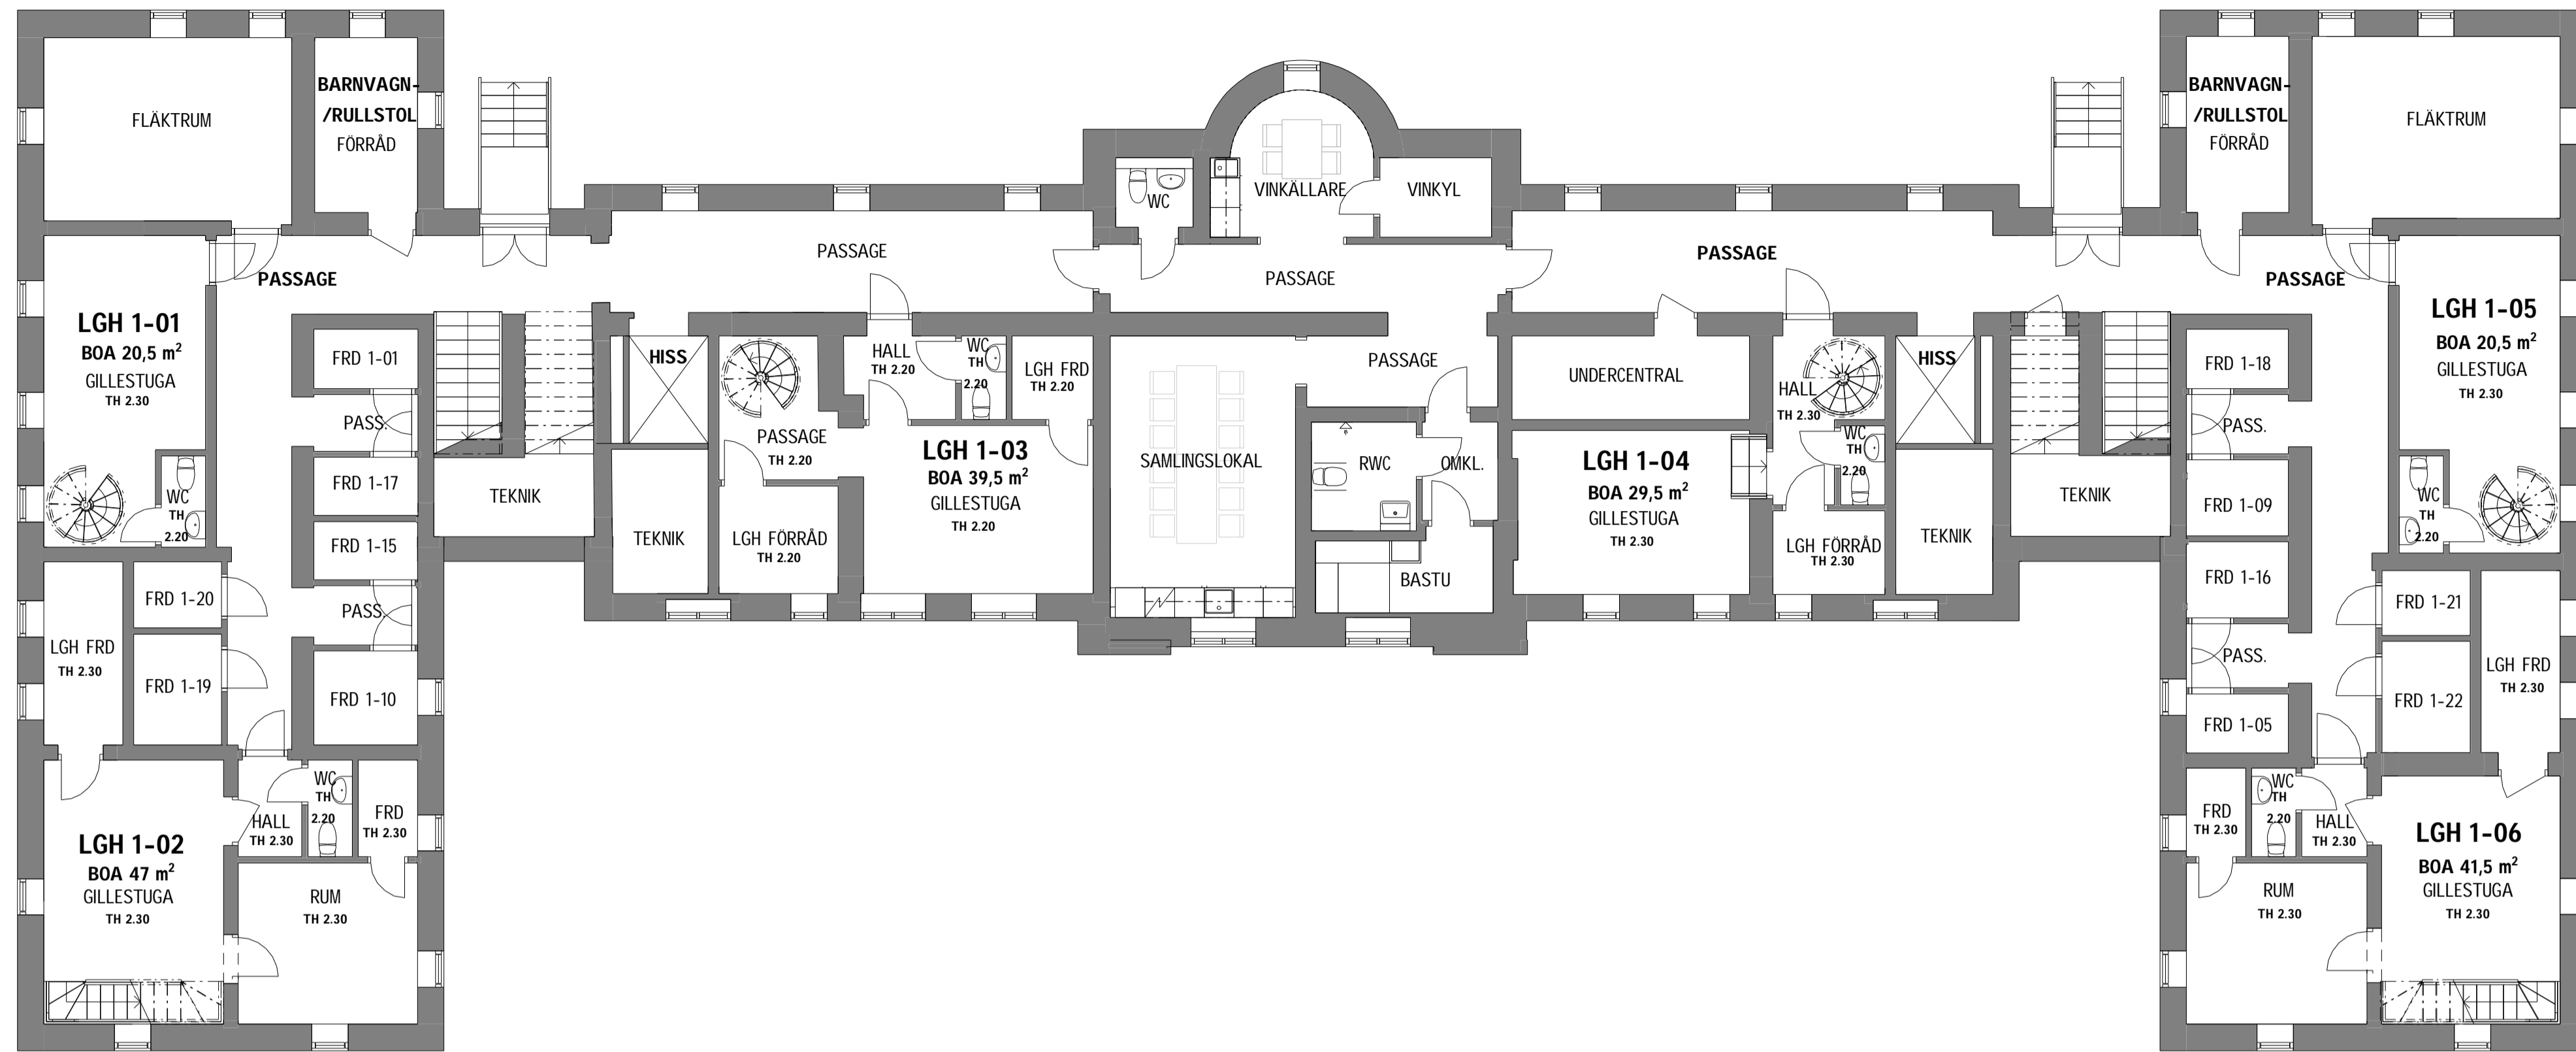 FLÄKTRUM
BARNVAGN-
/RULLSTOL
FÖRRÅD
PASSAGE
LGH 1-01
BOA 20,5 m²
GILLESTUGA
TH 2.30
WC
TH
2.20
FRD 1-01
PASS.
FRD 1-17
FRD 1-15
PASS.
FRD 1-10
FRD 1-20
FRD 1-19
LGH FRD
TH 2.30
LGH 1-02
BOA 47 m²
GILLESTUGA
TH 2.30
HALL
TH 2.30
WC
TH
2.20
FRD
TH 2.30
RUM
TH 2.30
TEKNIK
HISS
TEKNIK
PASSAGE
PASSAGE
TH 2.20
LGH FÖRRÅD
TH 2.20
HALL
TH 2.20
WC
TH
2.20
LGH FRD
TH 2.20
LGH 1-03
BOA 39,5 m²
GILLESTUGA
TH 2.20
WC
VINKÄLLARE
VINKYL
PASSAGE
SAMLINGSLOKAL
PASSAGE
RWC
OMKL.
BASTU
PASSAGE
UNDERCENTRAL
LGH 1-04
BOA 29,5 m²
GILLESTUGA
TH 2.30
HALL
TH 2.30
WC
TH
2.20
LGH FÖRRÅD
TH 2.30
HISS
TEKNIK
TEKNIK
BARNVAGN-
/RULLSTOL
FÖRRÅD
FLÄKTRUM
PASSAGE
LGH 1-05
BOA 20,5 m²
GILLESTUGA
TH 2.30
WC
TH
2.20
FRD 1-18
PASS.
FRD 1-09
FRD 1-16
PASS.
FRD 1-05
FRD 1-21
FRD 1-22
LGH FRD
TH 2.30
FRD
TH 2.30
WC
TH
2.20
HALL
TH 2.30
LGH 1-06
BOA 41,5 m²
GILLESTUGA
TH 2.30
RUM
TH 2.30